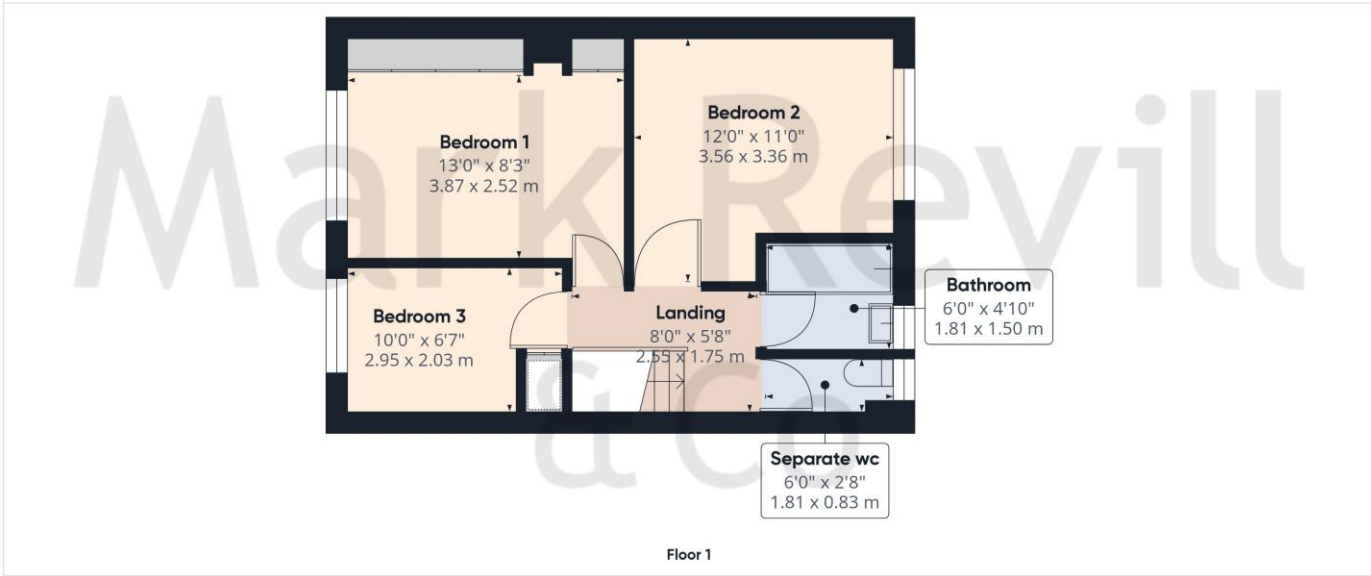 Bedroom 1
13'0" x 8'3"
3.87 x 2.52 m
Bedroom 2
12'0" x 11'0"
3.56 x 3.36 m
Bedroom 3
10'0" x 6'7"
2.95 x 2.03 m
Landing
8'0" x 5'8"
2.55 x 1.75 m
Bathroom
6'0" x 4'10"
1.81 x 1.50 m
Separate wc
6'0" x 2'8"
1.81 x 0.83 m
Mark Revill
& Co
Floor 1